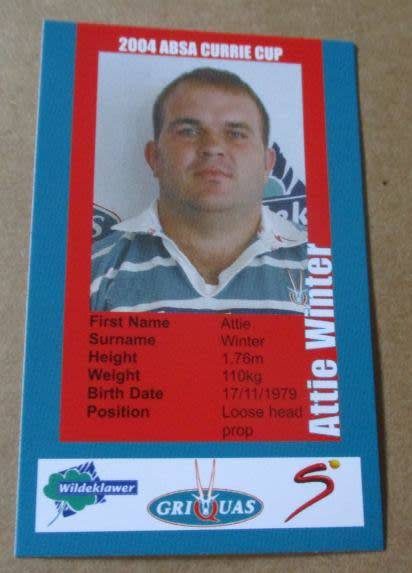 2004 ABSA CURRIE CUP
First Name Attie
Surname Winter
Height 1,76m
Weight 110kg
Birth Date 17/11/1979
Position Loose head
prop
Attie Winter
Wildeklawer
GRIQUAS